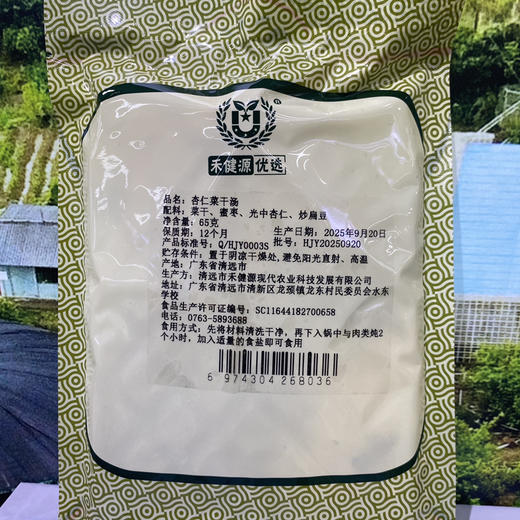 禾健源优选
品名：杏仁菜干汤
配料：菜干、蜜枣、光中杏仁、炒扁豆
净含量：65克 生产日期：2025年9月20日
保质期：12个月 批号：HJY20250920
产品标准号：Q/HJY0003S
贮存条件：置于阴凉干燥处，避免阳光直射、高温
产地：广东省清远市
生产方：清远市禾健源现代农业科技发展有限公司
地址：广东省清远市清新区龙颈镇龙东村民委员会水东
学校
食品生产许可证编号：SC11644182700658
电话：0763-5893688
食用方式：先将材料清洗干净，再下入锅中与肉类炖2
个小时，加入适量的食盐即可食用
6 974304 268036